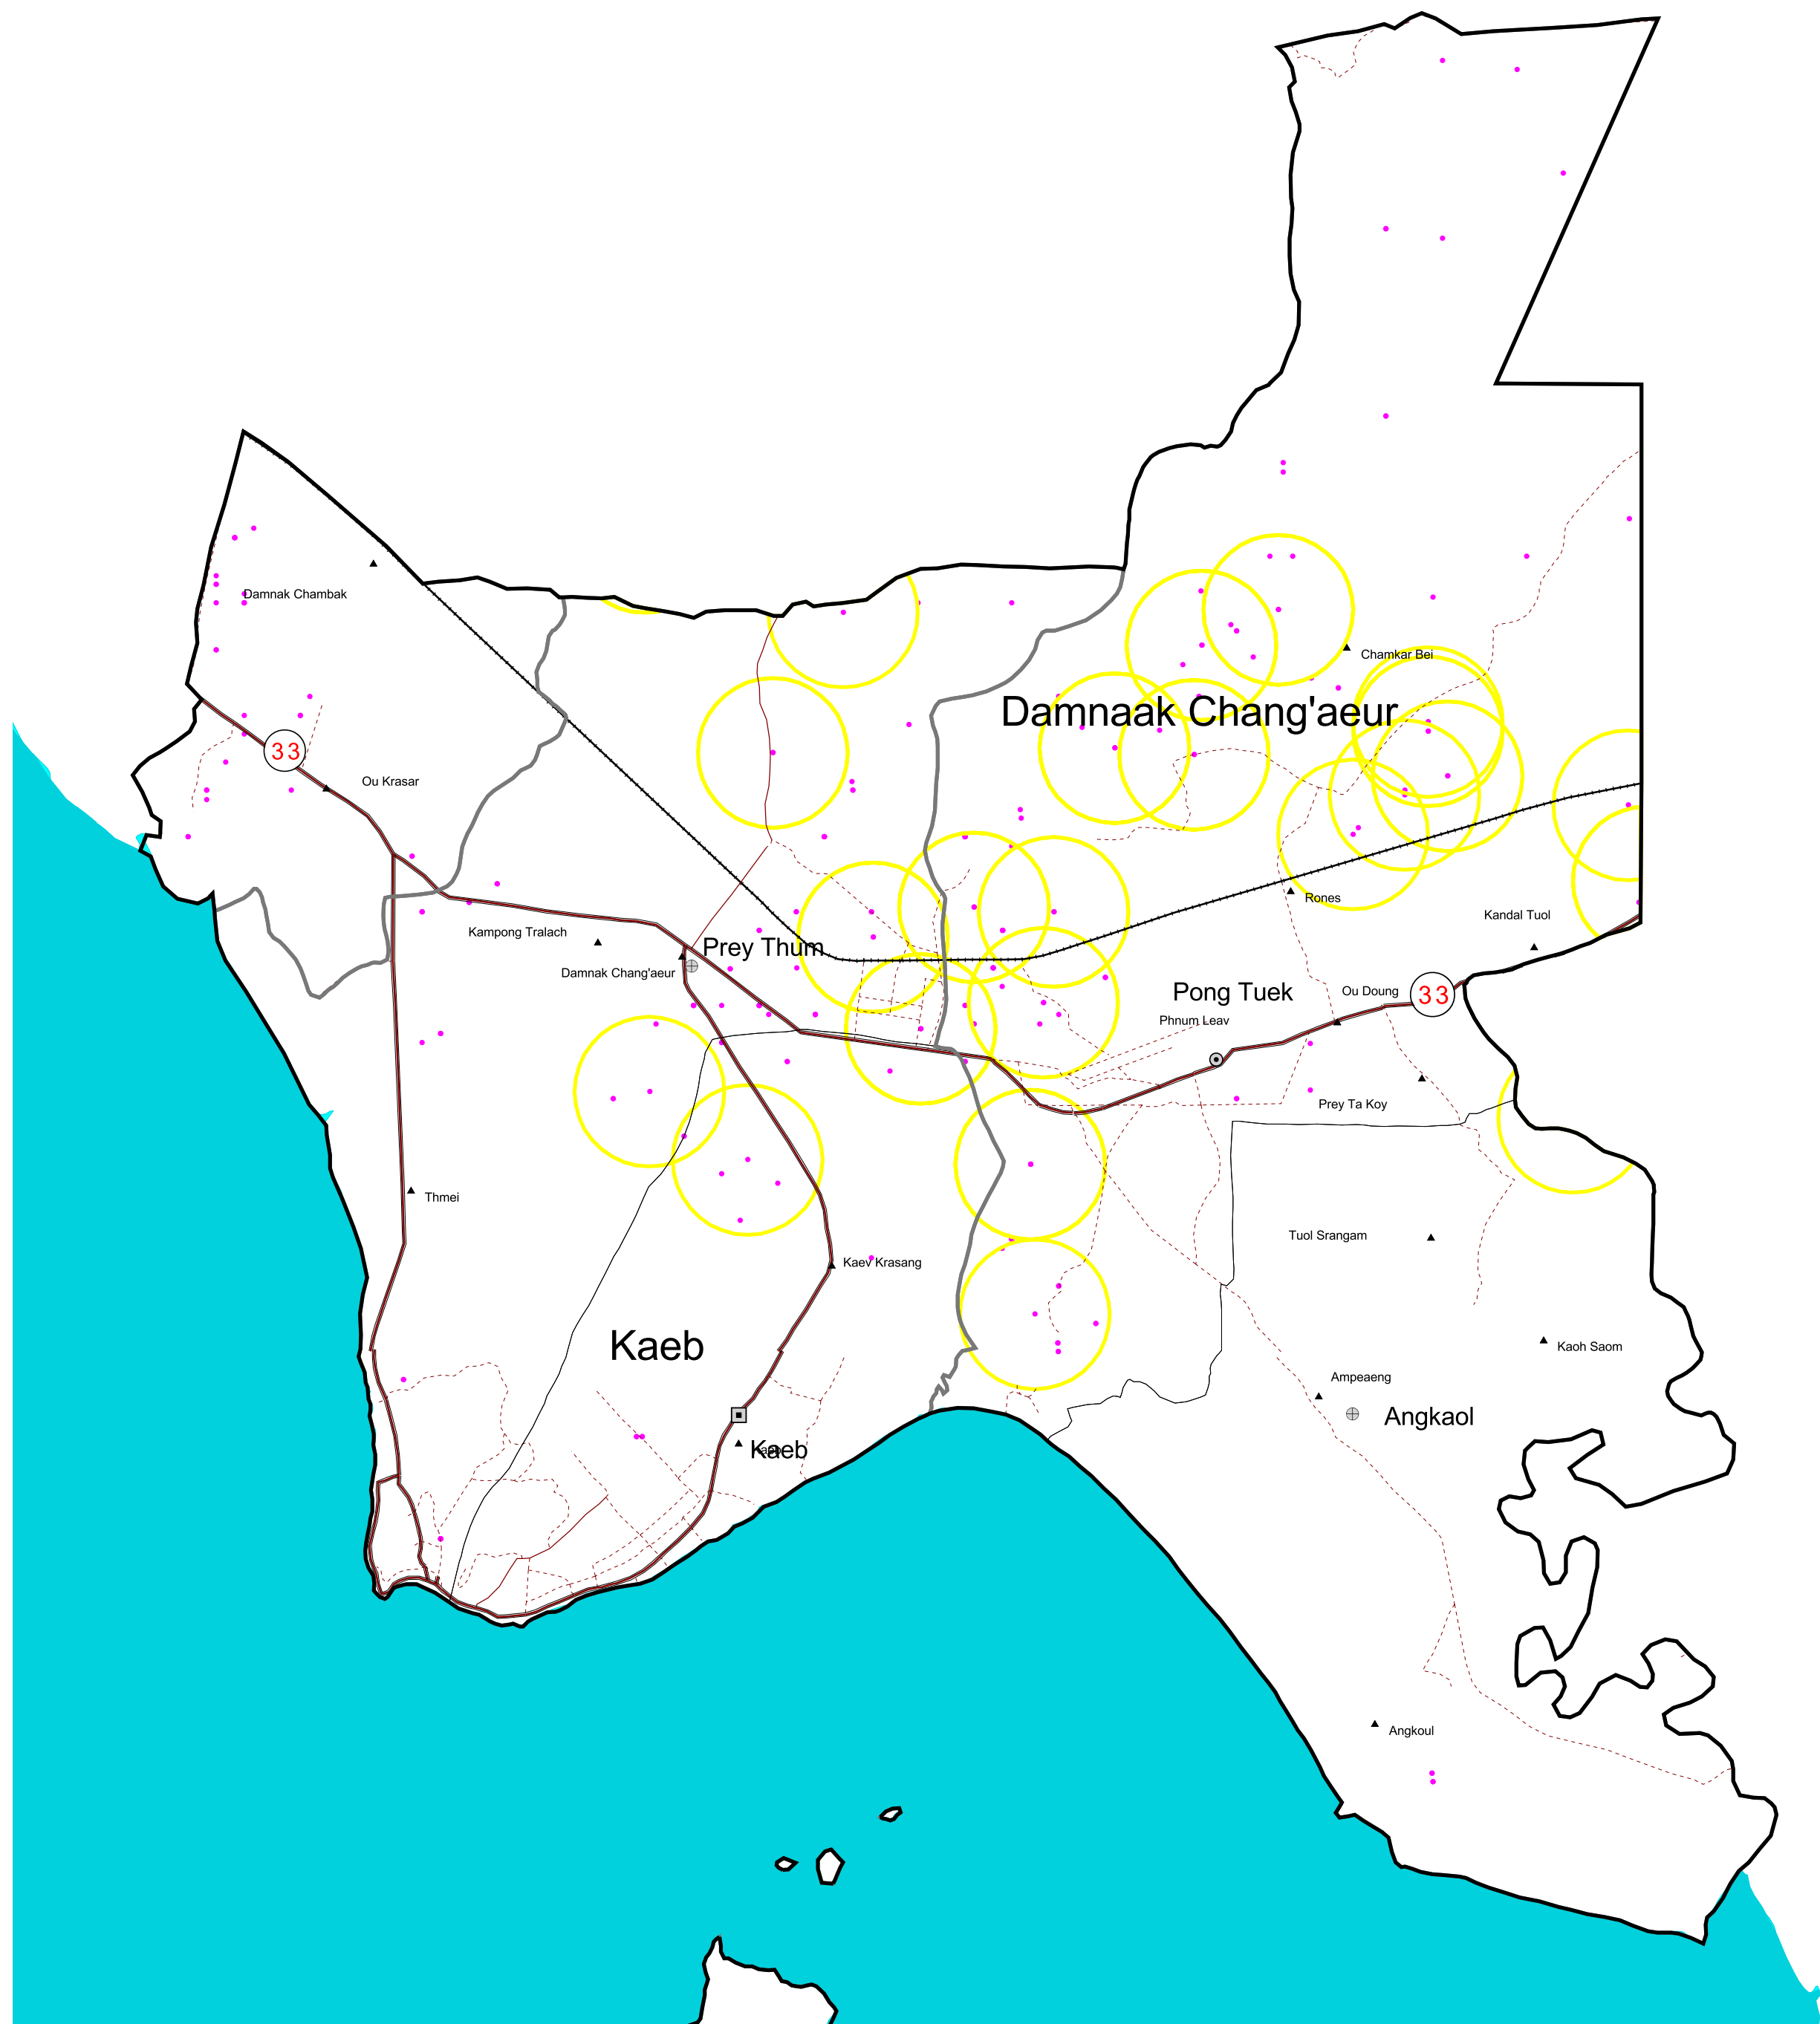 Damnak Chambak
Chamkar Bei
Damnaak Chang'aeur
33
Ou Krasar
Rones
Kandal Tuol
Kampong Tralach
Prey Thum
Damnak Chang'aeur
Pong Tuek
Ou Doung
33
Phnum Leav
Prey Ta Koy
Thmei
Tuol Srangam
Kaev Krasang
Kaeb
Kaoh Saom
Ampeaeng
Angkaol
Kaeb
Angkoul